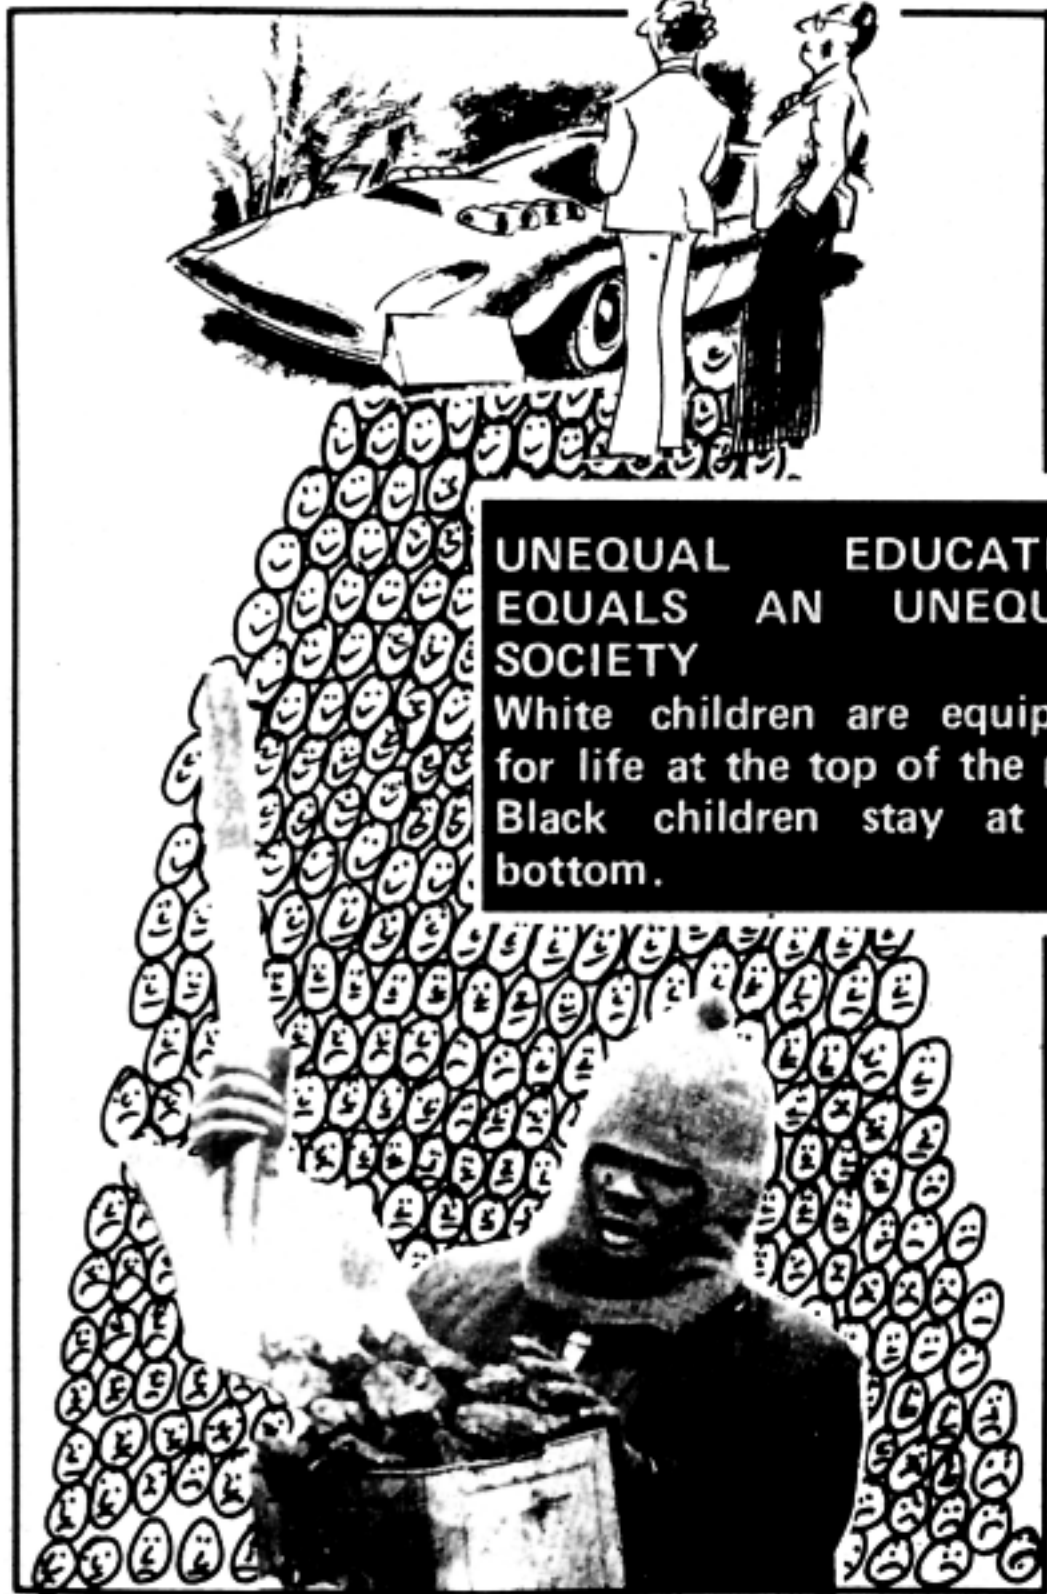 UNEQUAL EDUCATI
EQUALS AN UNEQU
SOCIETY
White children are equip
for life at the top of the p
Black children stay at
bottom.